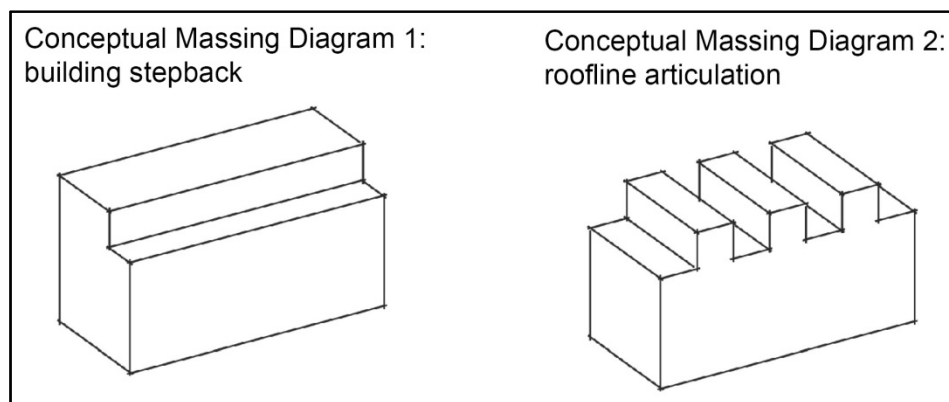 Conceptual Massing Diagram 1:
building stepback
Conceptual Massing Diagram 2:
roofline articulation